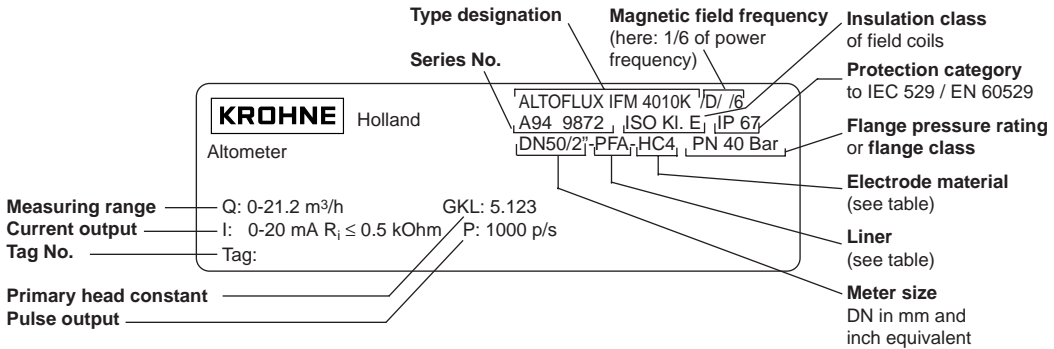 Type designation
Magnetic field frequency
(here: 1/6 of power
frequency)
Insulation class
of field coils
Series No.
Protection category
to IEC 529 / EN 60529
Flange pressure rating
or flange class
Electrode material
(see table)
Liner
(see table)
Meter size
DN in mm and
inch equivalent
KROHNE Holland
Altometer
ALTOFLUX IFM 4010K /D/ /6
A94 9872 ISO Kl. E IP 67
DN50/2"-PFA-HC4 PN 40 Bar
Measuring range Q: 0-21.2 m³/h GKL: 5.123
Current output I: 0-20 mA Ri ≤ 0.5 kOhm P: 1000 p/s
Tag No. Tag:
Primary head constant
Pulse output